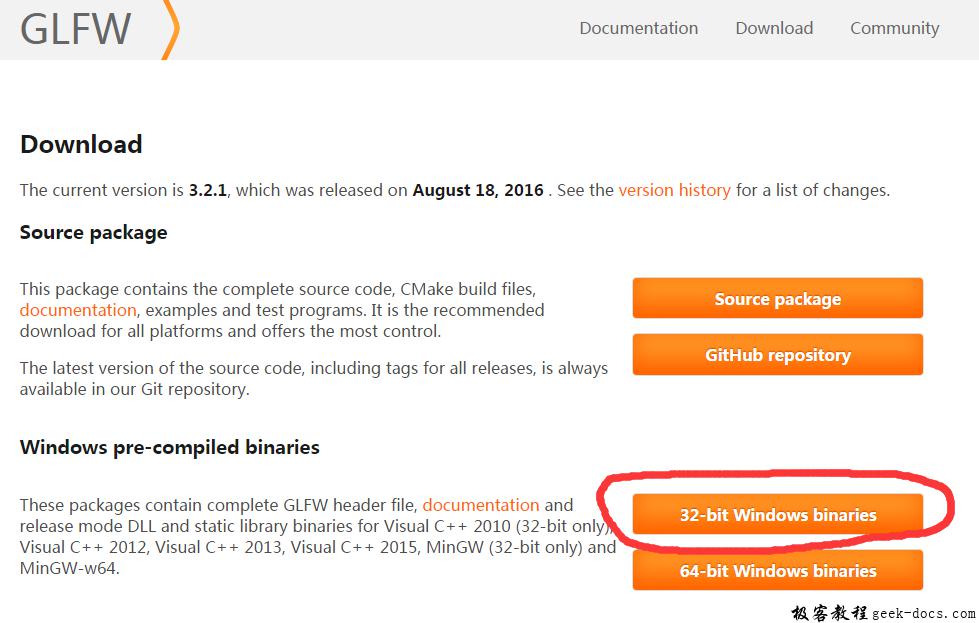 GLFW
Documentation Download Community
Download
The current version is 3.2.1, which was released on August 18, 2016 . See the version history for a list of changes.
Source package
This package contains the complete source code, CMake build files,
documentation, examples and test programs. It is the recommended
download for all platforms and offers the most control.
The latest version of the source code, including tags for all releases, is always
available in our Git repository.
Source package
GitHub repository
Windows pre-compiled binaries
These packages contain complete GLFW header file, documentation and
release mode DLL and static library binaries for Visual C++ 2010 (32-bit only),
Visual C++ 2012, Visual C++ 2013, Visual C++ 2015, MinGW (32-bit only) and
MinGW-w64.
32-bit Windows binaries
64-bit Windows binaries
极客教程 geek-docs.com